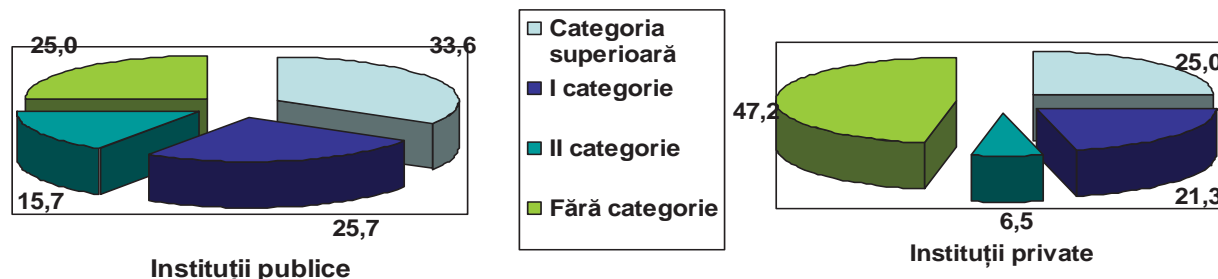 25,0
33,6
15,7
25,7
Instituții publice
Categoria
superioară
I categorie
II categorie
Fără categorie
25,0
47,2
21,3
6,5
Instituții private